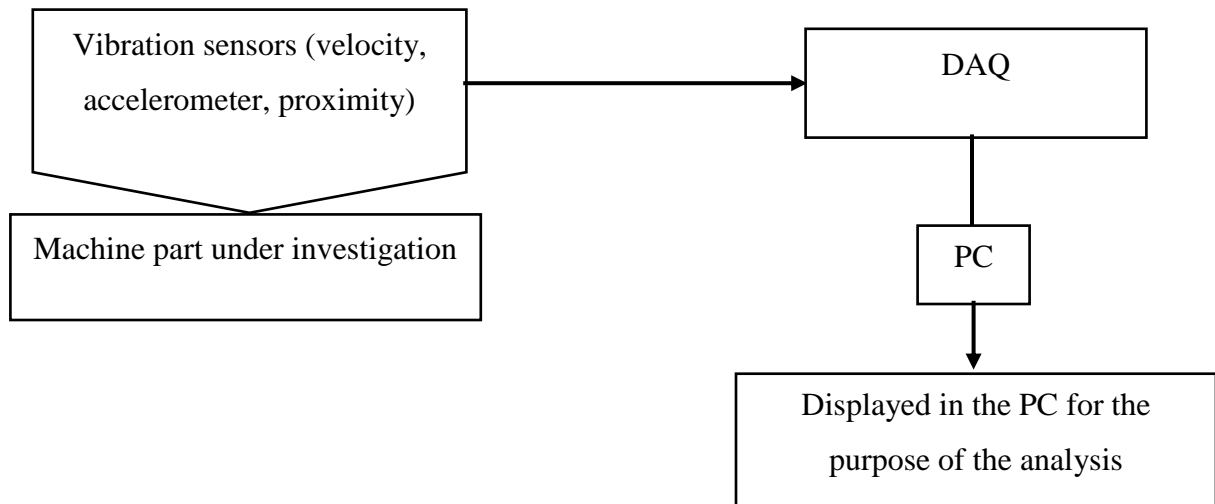 Vibration sensors (velocity,
accelerometer, proximity)
DAQ
Machine part under investigation
PC
Displayed in the PC for the
purpose of the analysis